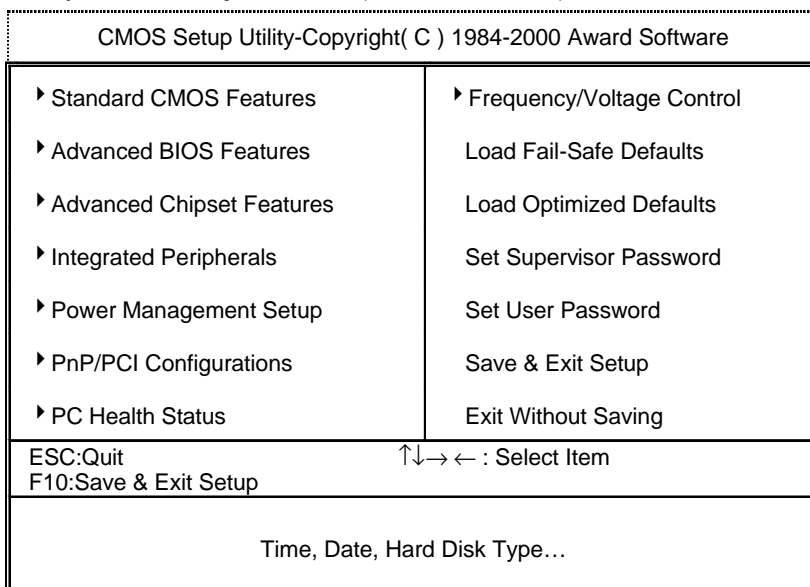 CMOS Setup Utility-Copyright( C ) 1984-2000 Award Software
Standard CMOS Features
Advanced BIOS Features
Advanced Chipset Features
Integrated Peripherals
Power Management Setup
PnP/PCI Configurations
PC Health Status
Frequency/Voltage Control
Load Fail-Safe Defaults
Load Optimized Defaults
Set Supervisor Password
Set User Password
Save & Exit Setup
Exit Without Saving
ESC:Quit ↑↓→ ← : Select Item
F10:Save & Exit Setup
Time, Date, Hard Disk Type…